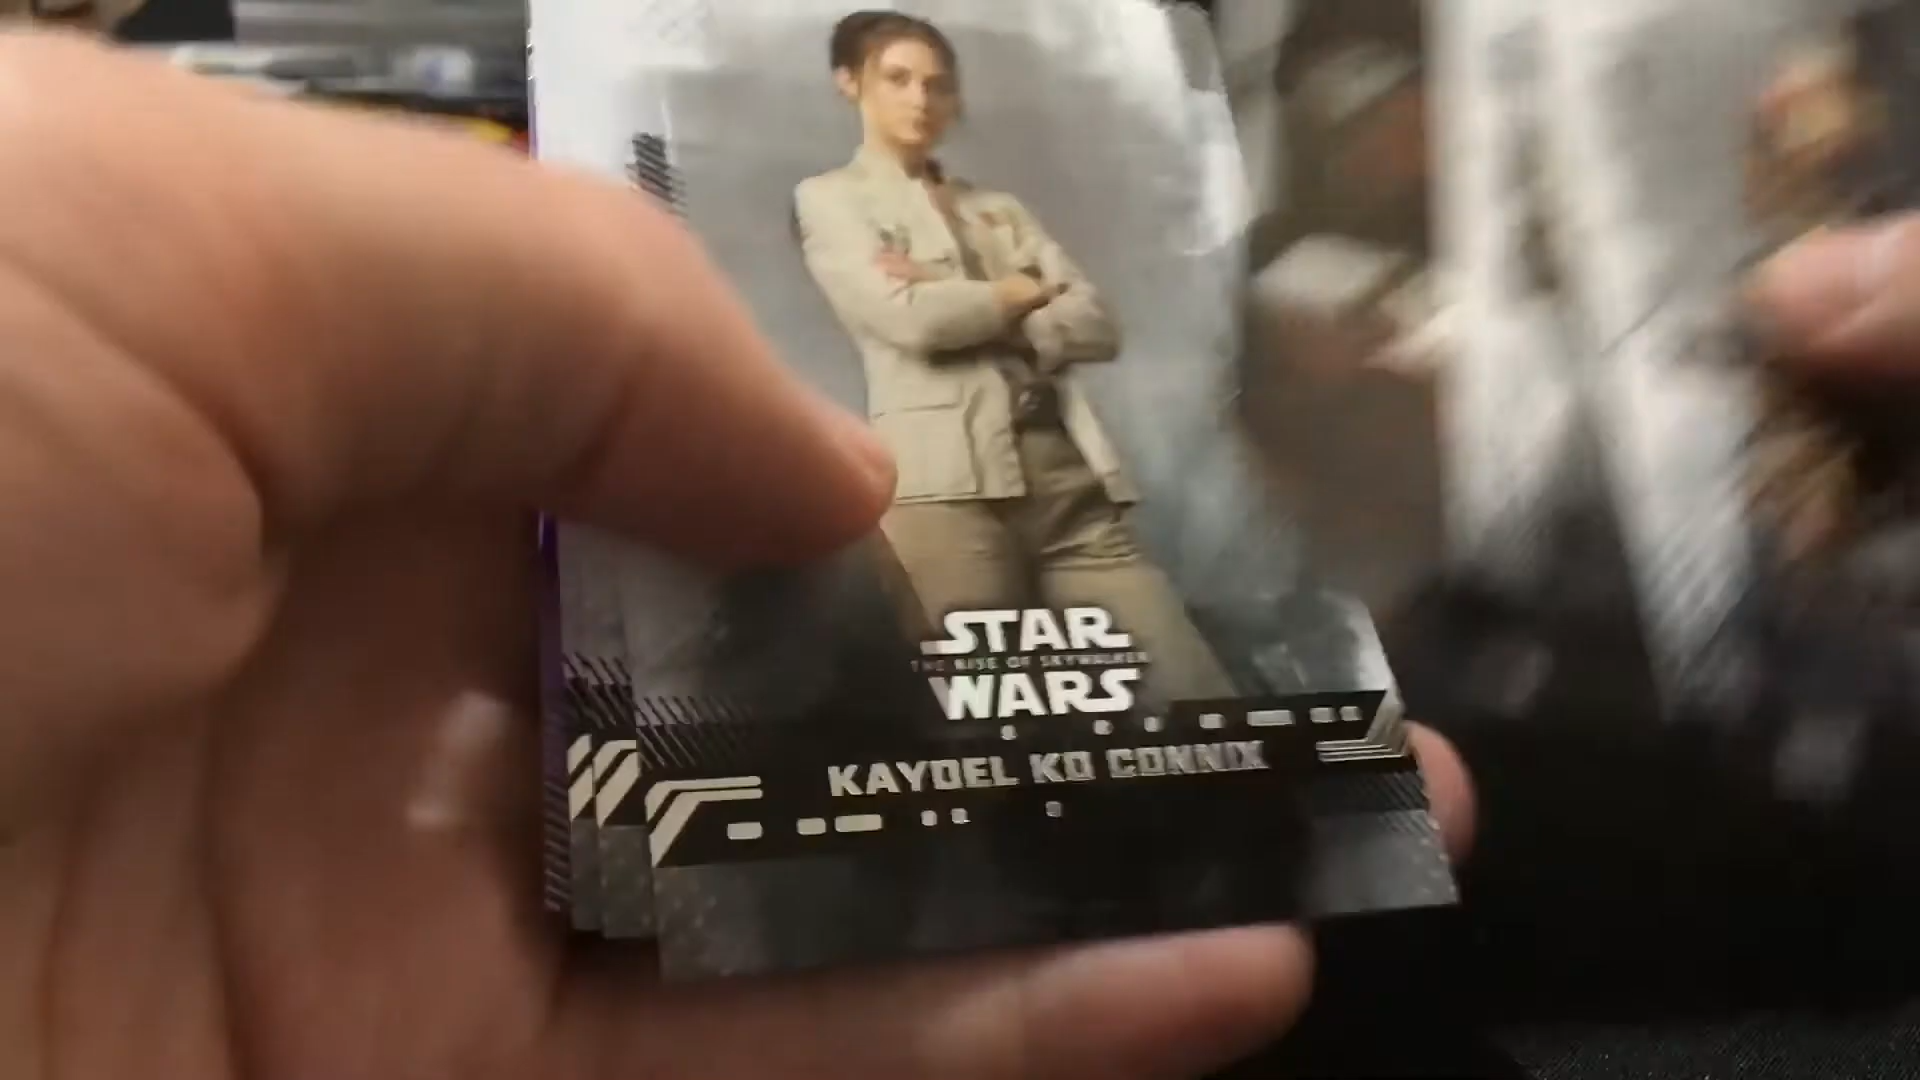 STAR
THE RISE OF SKYWALKER
WARS
KAYDEL KO CONNIX